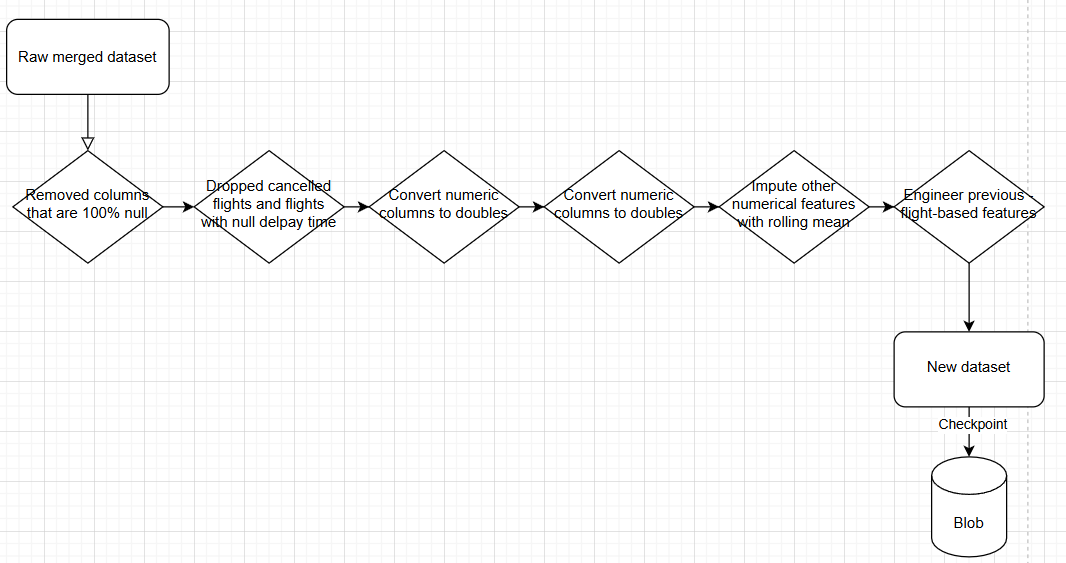 Raw merged dataset
Removed columns
that are 100% null
Dropped cancelled
flights and flights
with null delpay time
Convert numeric
columns to doubles
Convert numeric
columns to doubles
Impute other
numerical features
with rolling mean
Engineer previous -
flight-based features
New dataset
Checkpoint
Blob